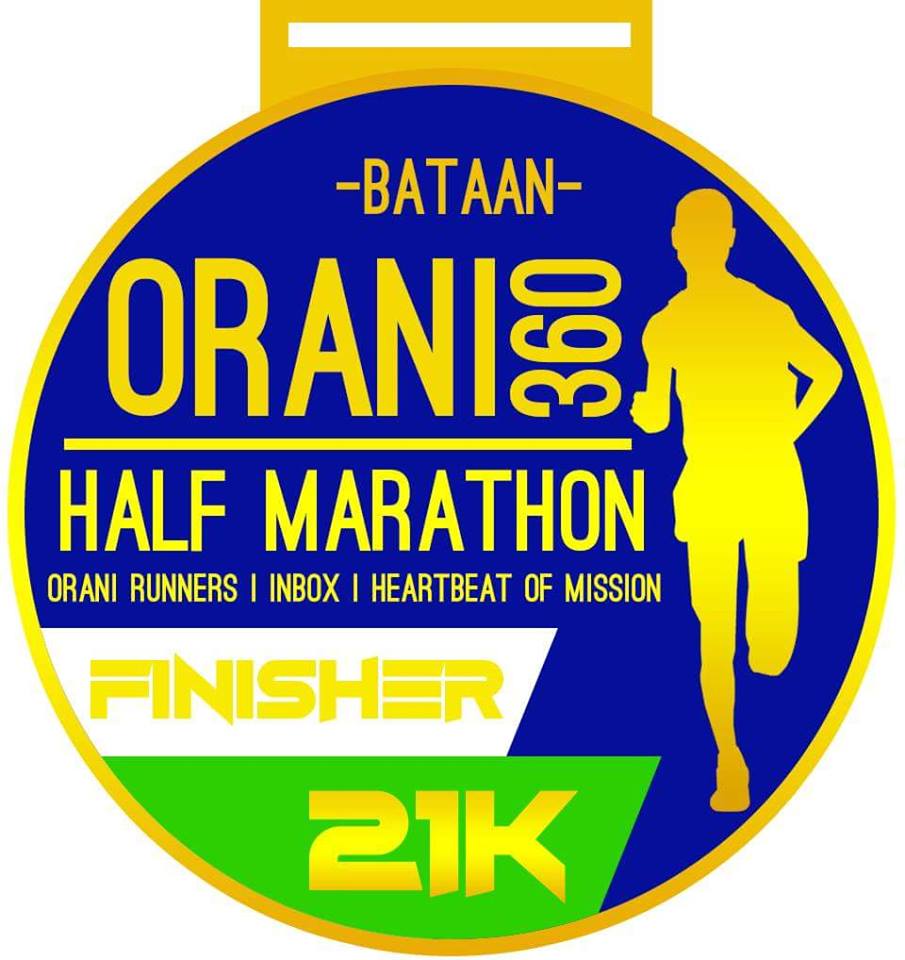 -BATAAN-
ORANI 360
HALF MARATHON
ORANI RUNNERS | INBOX | HEARTBEAT OF MISSION
FINISHER
21K